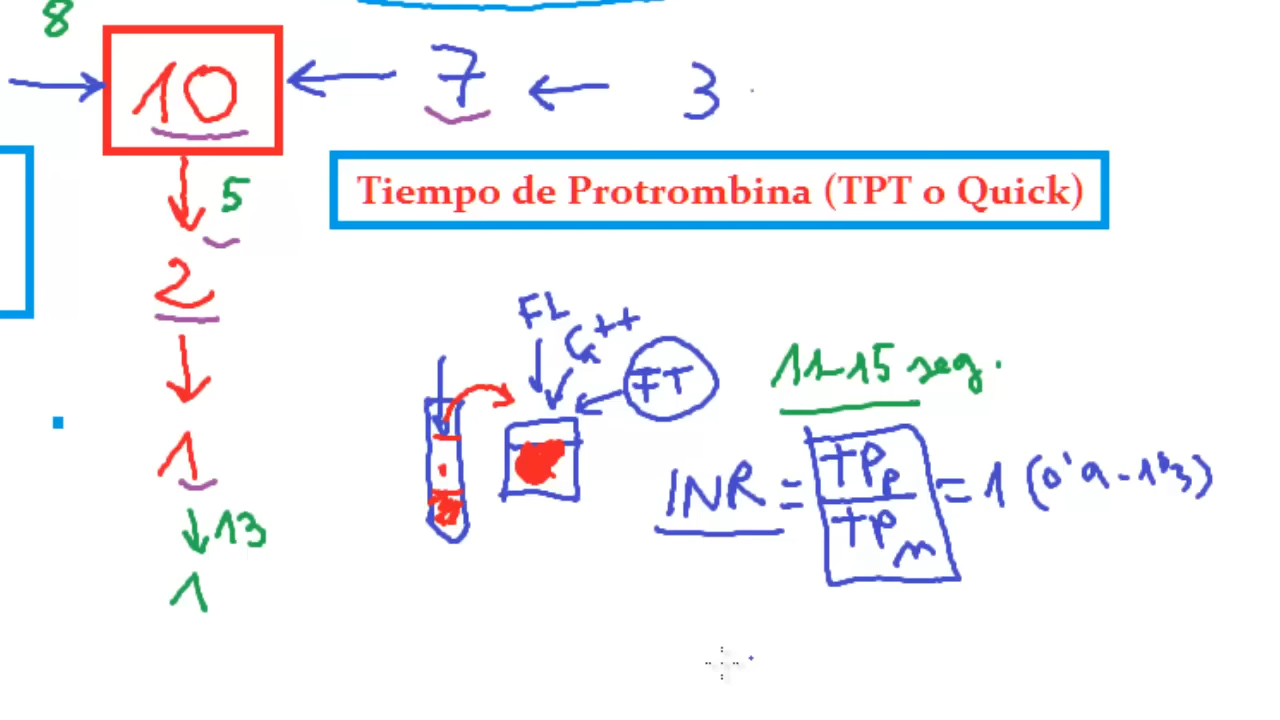 8
10 7 3
5
Tiempo de Protrombina (TPT o Quick)
2
FL
Ca++
FT
11-15 seg.
1
INR = TPp / TPm = 1 (0'9-1'3)
13
1